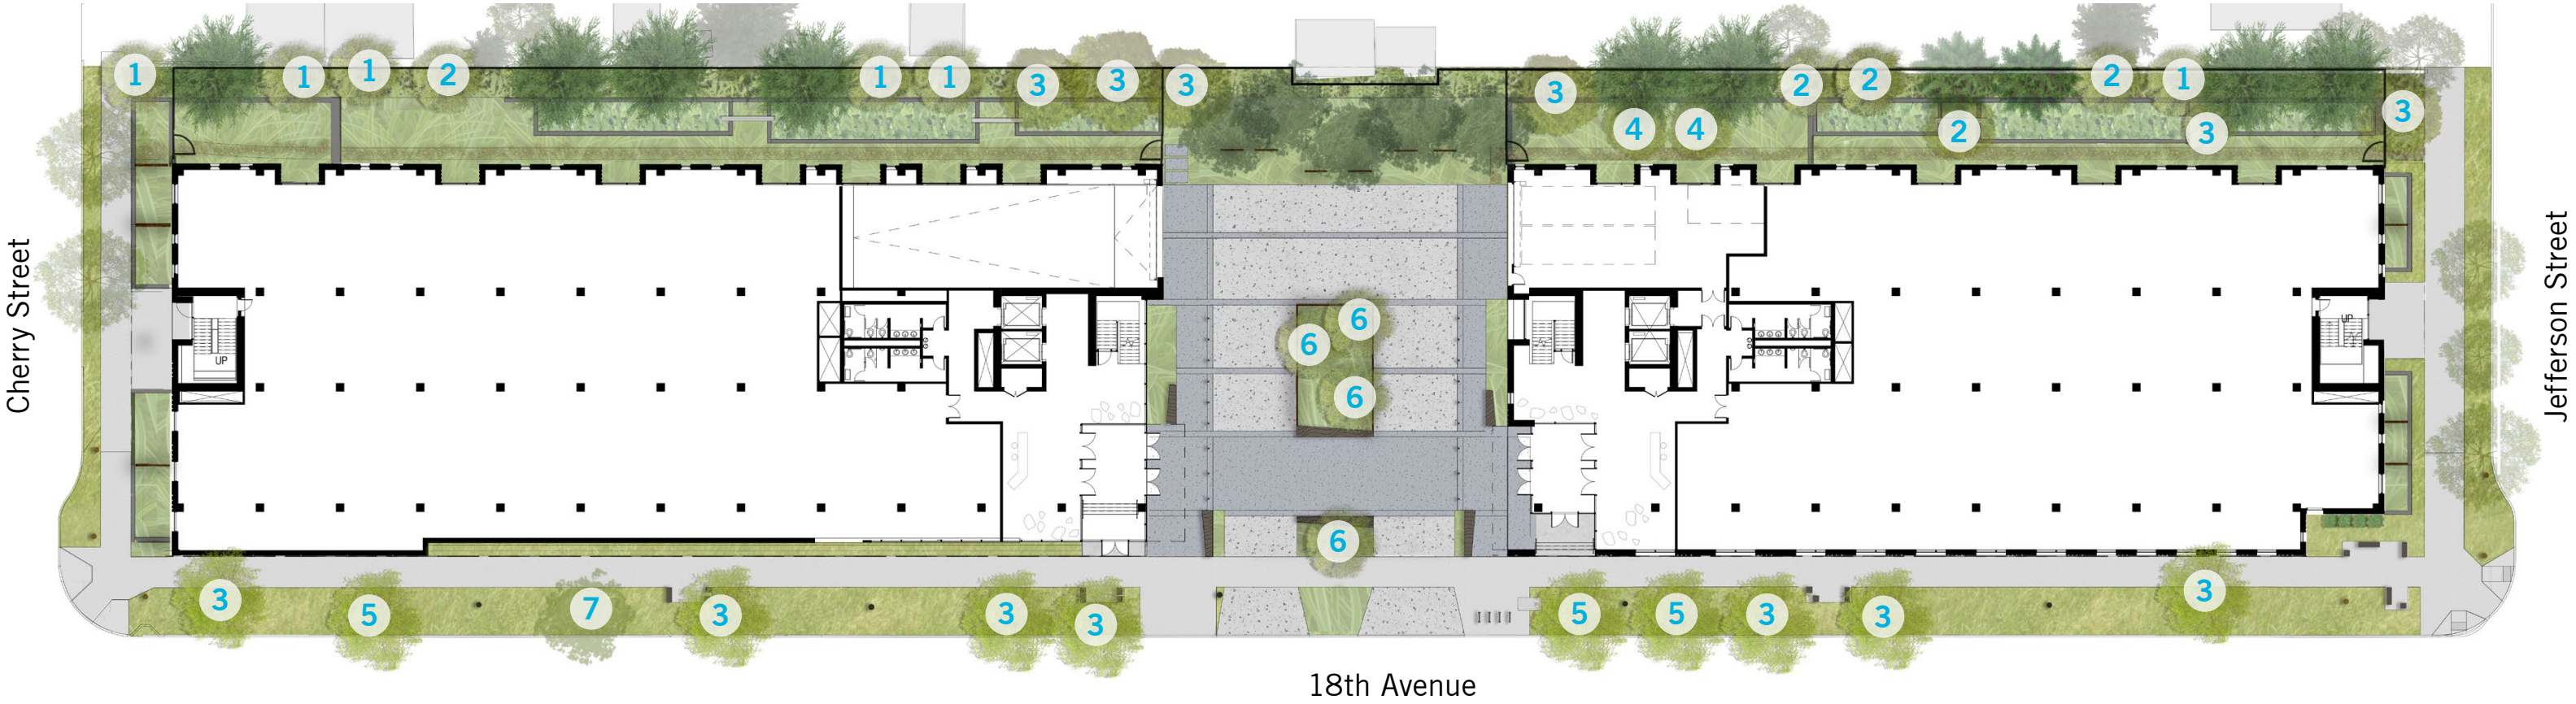 1 1 1 2 1 1 3 3 3 3 2 2 2 1 3
4 4 2 3
Cherry Street
Jefferson Street
6
6
UP
UP
6
6
3 5 7 3 3 3 5 5 3 3 3
18th Avenue